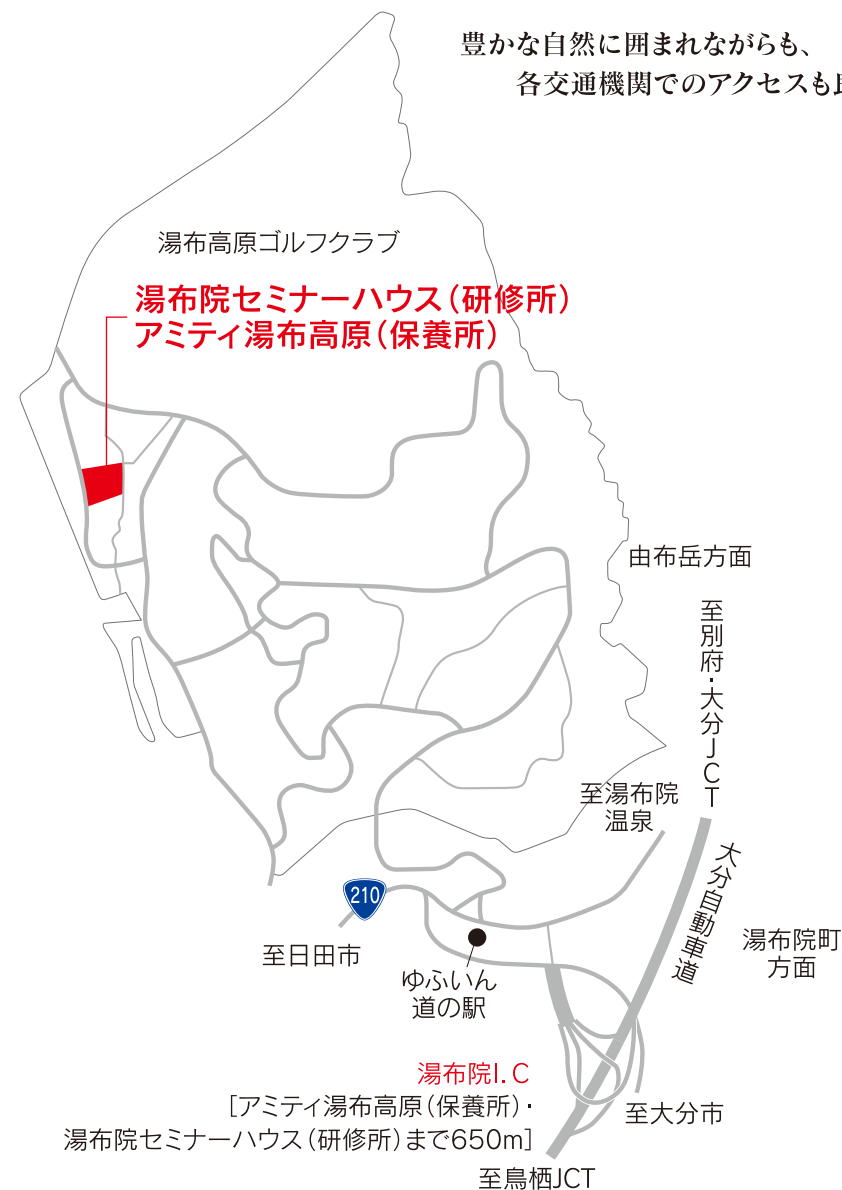 豊かな自然に囲まれながらも、
各交通機関でのアクセスも
湯布高原ゴルフクラブ
湯布院セミナーハウス（研修所）
アミティ湯布高原（保養所）
由布岳方面
至別府・大分JCT
至湯布院
温泉
大分自動車道
210
湯布院町
方面
至日田市
ゆふいん
道の駅
湯布院I.C
［アミティ湯布高原（保養所）・
湯布院セミナーハウス（研修所）まで650m］
至大分市
至鳥栖JCT